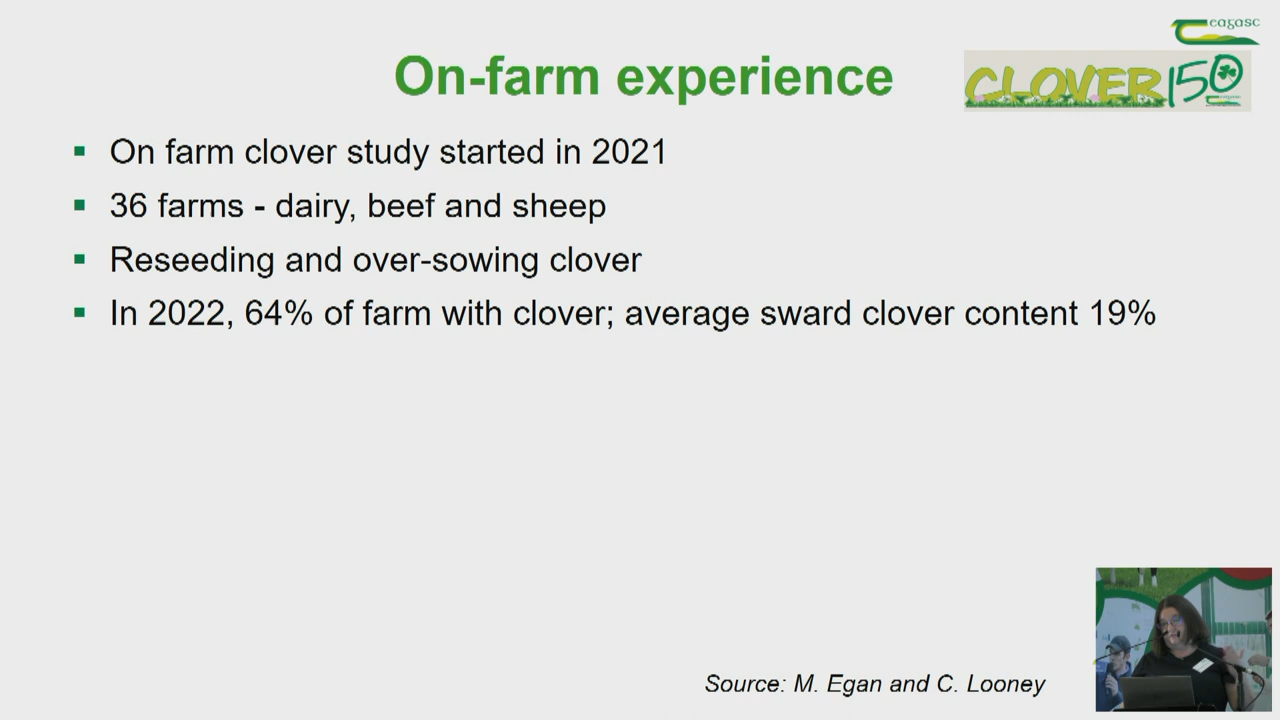 teagasc
On-farm experience
CLOVER150
On farm clover study started in 2021
36 farms - dairy, beef and sheep
Reseeding and over-sowing clover
In 2022, 64% of farm with clover; average sward clover content 19%
Source: M. Egan and C. Looney